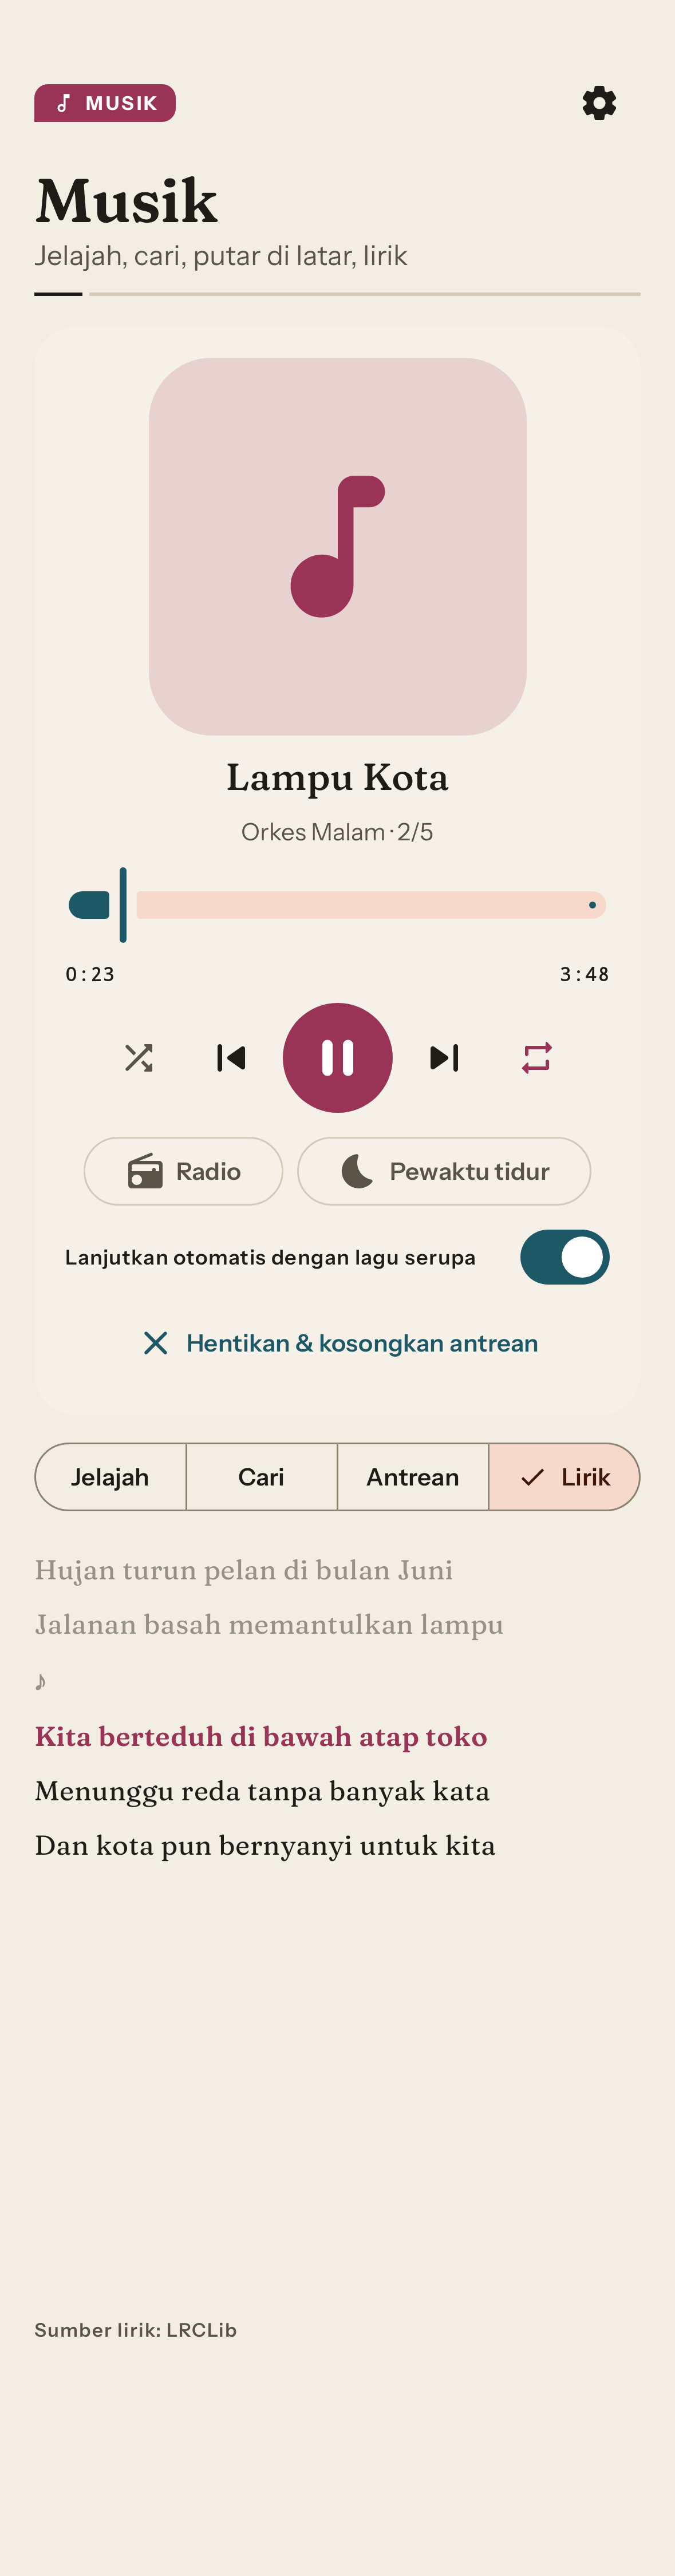 MUSIK
Musik
Jelajah, cari, putar di latar, lirik
Lampu Kota
Orkes Malam · 2/5
0:23
3:48
Radio
Pewaktu tidur
Lanjutkan otomatis dengan lagu serupa
Hentikan & kosongkan antrean
Jelajah
Cari
Antrean
Lirik
Hujan turun pelan di bulan Juni
Jalanan basah memantulkan lampu
♪
Kita berteduh di bawah atap toko
Menunggu reda tanpa banyak kata
Dan kota pun bernyanyi untuk kita
Sumber lirik: LRCLib